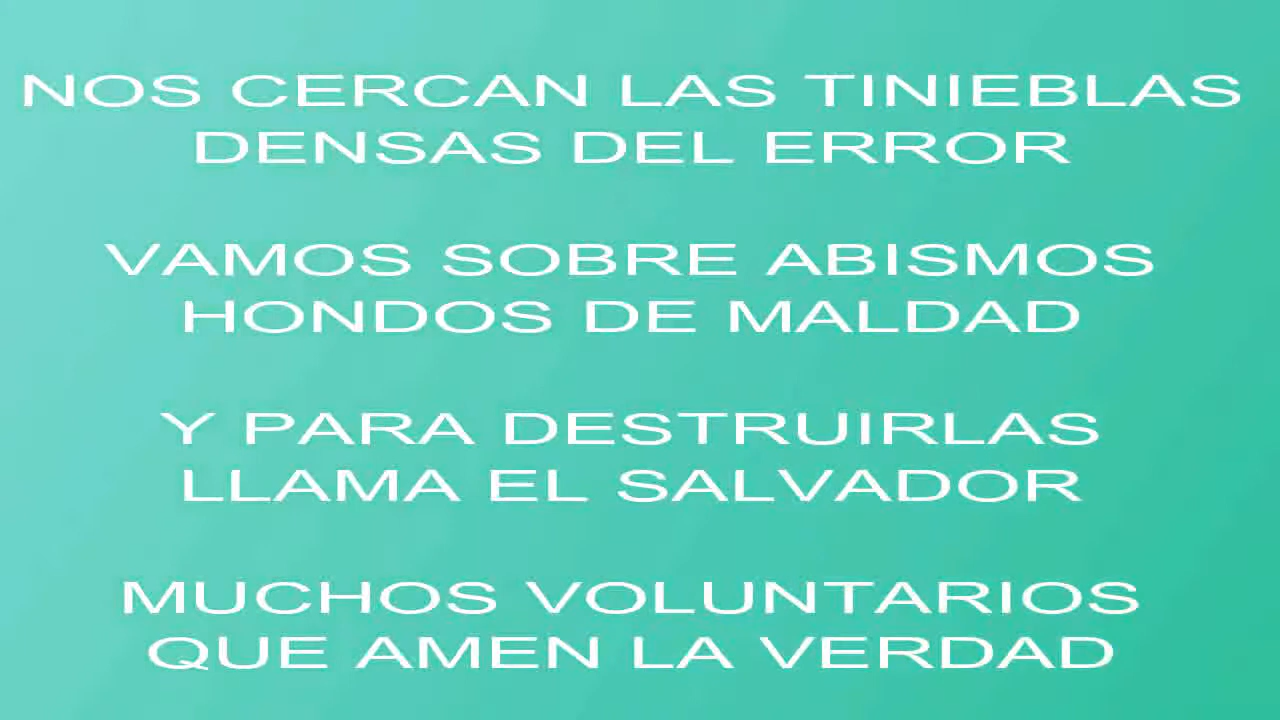 NOS CERCAN LAS TINIEBLAS
DENSAS DEL ERROR
VAMOS SOBRE ABISMOS
HONDOS DE MALDAD
Y PARA DESTRUIRLAS
LLAMA EL SALVADOR
MUCHOS VOLUNTARIOS
QUE AMEN LA VERDAD